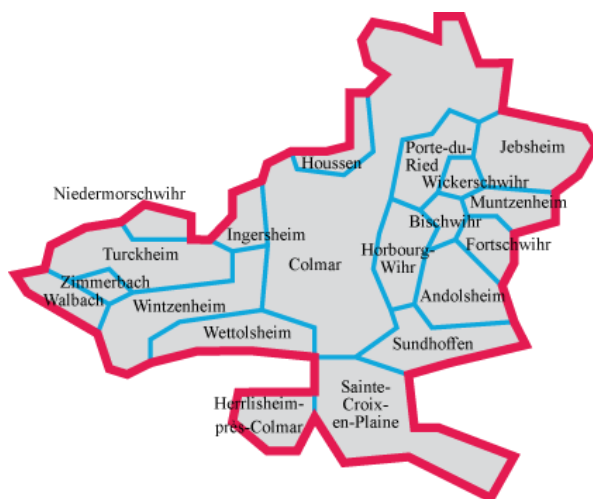 Porte-du-
Ried
Jebsheim
Houssen
Wickerschwihr
Niedermorschwihr
Muntzenheim
Bischwihr
Ingersheim
Fortschwihr
Turckheim
Horbourg-
Wihr
Colmar
Zimmerbach
Walbach
Wintzenheim
Andolsheim
Wettolsheim
Sundhoffen
Sainte-
Croix-
en-Plaine
Herrlisheim-
près-Colmar